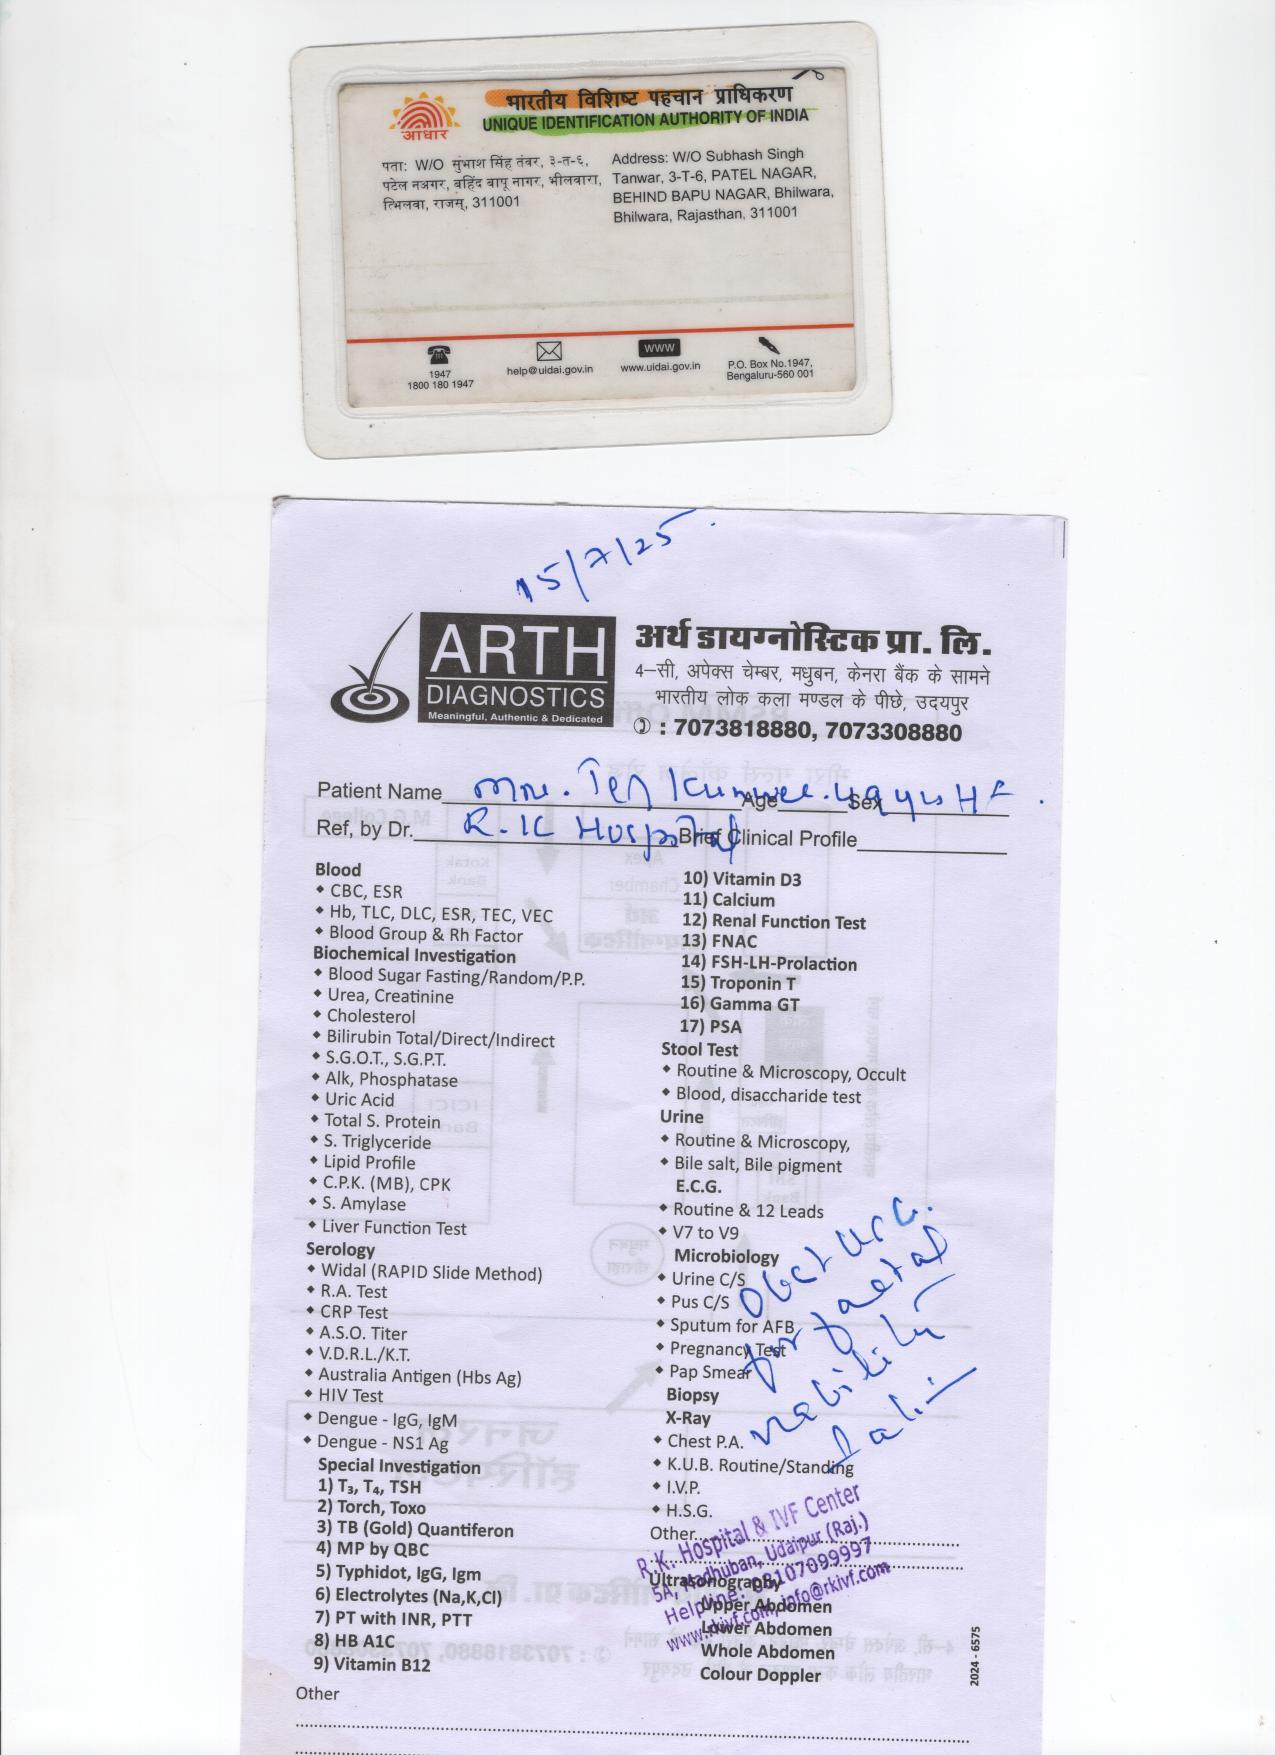 आधार
भारतीय विशिष्ट पहचान प्राधिकरण
UNIQUE IDENTIFICATION AUTHORITY OF INDIA
पता: W/O सुभाश सिंह तंवर, ३-त-६,
पटेल नअगर, बहिंद बापू नागर, भीलवारा,
त्भिलवा, राजस्, 311001
Address: W/O Subhash Singh
Tanwar, 3-T-6, PATEL NAGAR,
BEHIND BAPU NAGAR, Bhilwara,
Bhilwara, Rajasthan, 311001
1947
1800 180 1947
help@uidai.gov.in
www
www.uidai.gov.in
P.O. Box No.1947,
Bengaluru-560 001
15/7/25
ARTH
DIAGNOSTICS
Meaningful, Authentic & Dedicated
अर्थ डायग्नोस्टिक प्रा. लि.
4–सी, अपेक्स चेम्बर, मधुबन, केनरा बैंक के सामने
भारतीय लोक कला मण्डल के पीछे, उदयपुर
: 7073818880, 7073308880
Patient Name Tej Age Sex
Ref, by Dr. Hospital Brief Clinical Profile
Blood
CBC, ESR
Hb, TLC, DLC, ESR, TEC, VEC
Blood Group & Rh Factor
Biochemical Investigation
Blood Sugar Fasting/Random/P.P.
Urea, Creatinine
Cholesterol
Bilirubin Total/Direct/Indirect
S.G.O.T., S.G.P.T.
Alk, Phosphatase
Uric Acid
Total S. Protein
S. Triglyceride
Lipid Profile
C.P.K. (MB), CPK
S. Amylase
Liver Function Test
Serology
Widal (RAPID Slide Method)
R.A. Test
CRP Test
A.S.O. Titer
V.D.R.L./K.T.
Australia Antigen (Hbs Ag)
HIV Test
Dengue - IgG, IgM
Dengue - NS1 Ag
Special Investigation
1) T₃, T₄, TSH
2) Torch, Toxo
3) TB (Gold) Quantiferon
4) MP by QBC
5) Typhidot, IgG, Igm
6) Electrolytes (Na,K,Cl)
7) PT with INR, PTT
8) HB A1C
9) Vitamin B12
Other
10) Vitamin D3
11) Calcium
12) Renal Function Test
13) FNAC
14) FSH-LH-Prolaction
15) Troponin T
16) Gamma GT
17) PSA
Stool Test
Routine & Microscopy, Occult
Blood, disaccharide test
Urine
Routine & Microscopy,
Bile salt, Bile pigment
E.C.G.
Routine & 12 Leads
V7 to V9
Microbiology
Urine C/S
Pus C/S
Sputum for AFB
Pregnancy Test
Pap Smear
Biopsy
X-Ray
Chest P.A.
K.U.B. Routine/Standing
I.V.P.
H.S.G.
Other
for
R.K. Hospital & IVF Center
5A, Madhuban, Udaipur (Raj.)
Helpline: 08107099997
www.rkivf.com, info@rkivf.com
Ultrasonography
Upper Abdomen
Lower Abdomen
Whole Abdomen
Colour Doppler
2024 - 6575